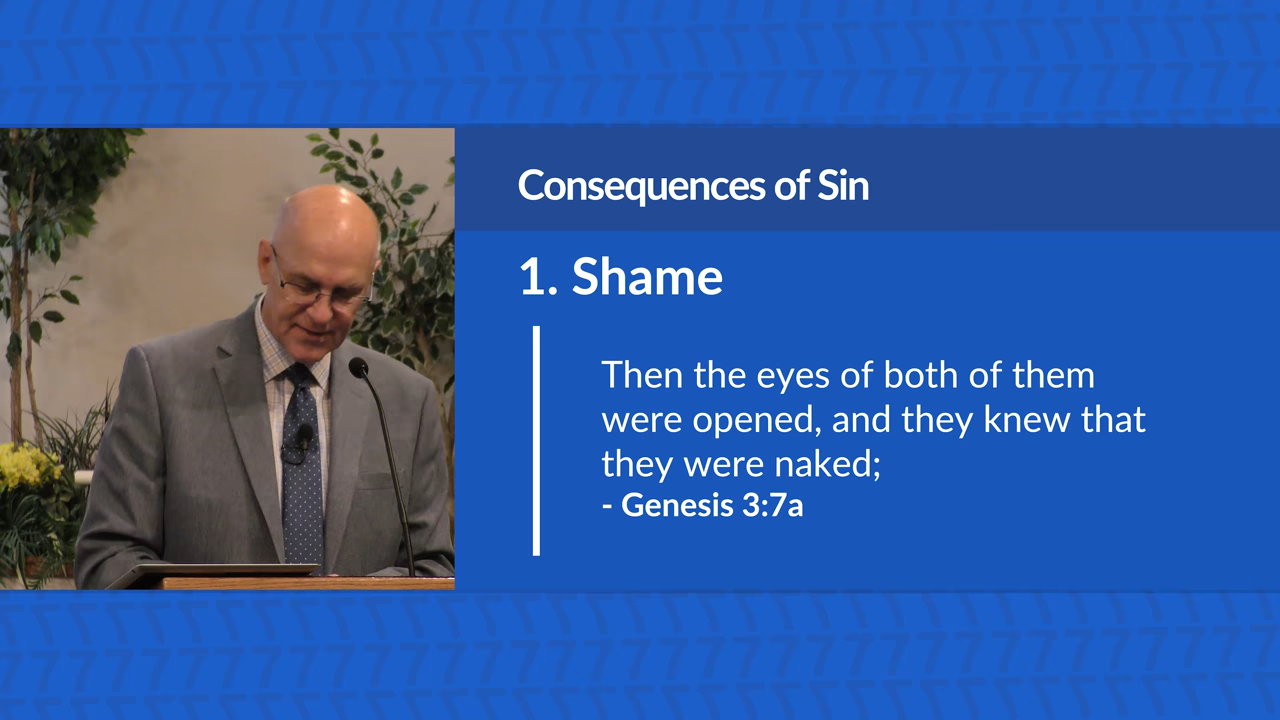 Consequences of Sin
1. Shame
Then the eyes of both of them
were opened, and they knew that
they were naked;
- Genesis 3:7a